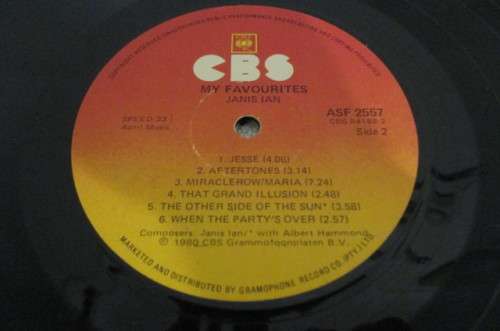 CBS
MY FAVOURITES
JANIS IAN
SPEED 33
April Music
ASF 2557
Side 2
1. JESSE (4.06)
2. AFTERTONES (3.14)
3. MIRACLEROW/MARIA (7.24)
4. THAT GRAND ILLUSION (2.48)
5. THE OTHER SIDE OF THE SUN* (3.58)
6. WHEN THE PARTY'S OVER (2.57)
Composers: Janis Ian/* with Albert Hammond
℗ 1980 CBS Grammofoonplaten B.V.
MARKETED AND DISTRIBUTED BY GRAMOPHONE RECORD CO. (PTY.) LTD.